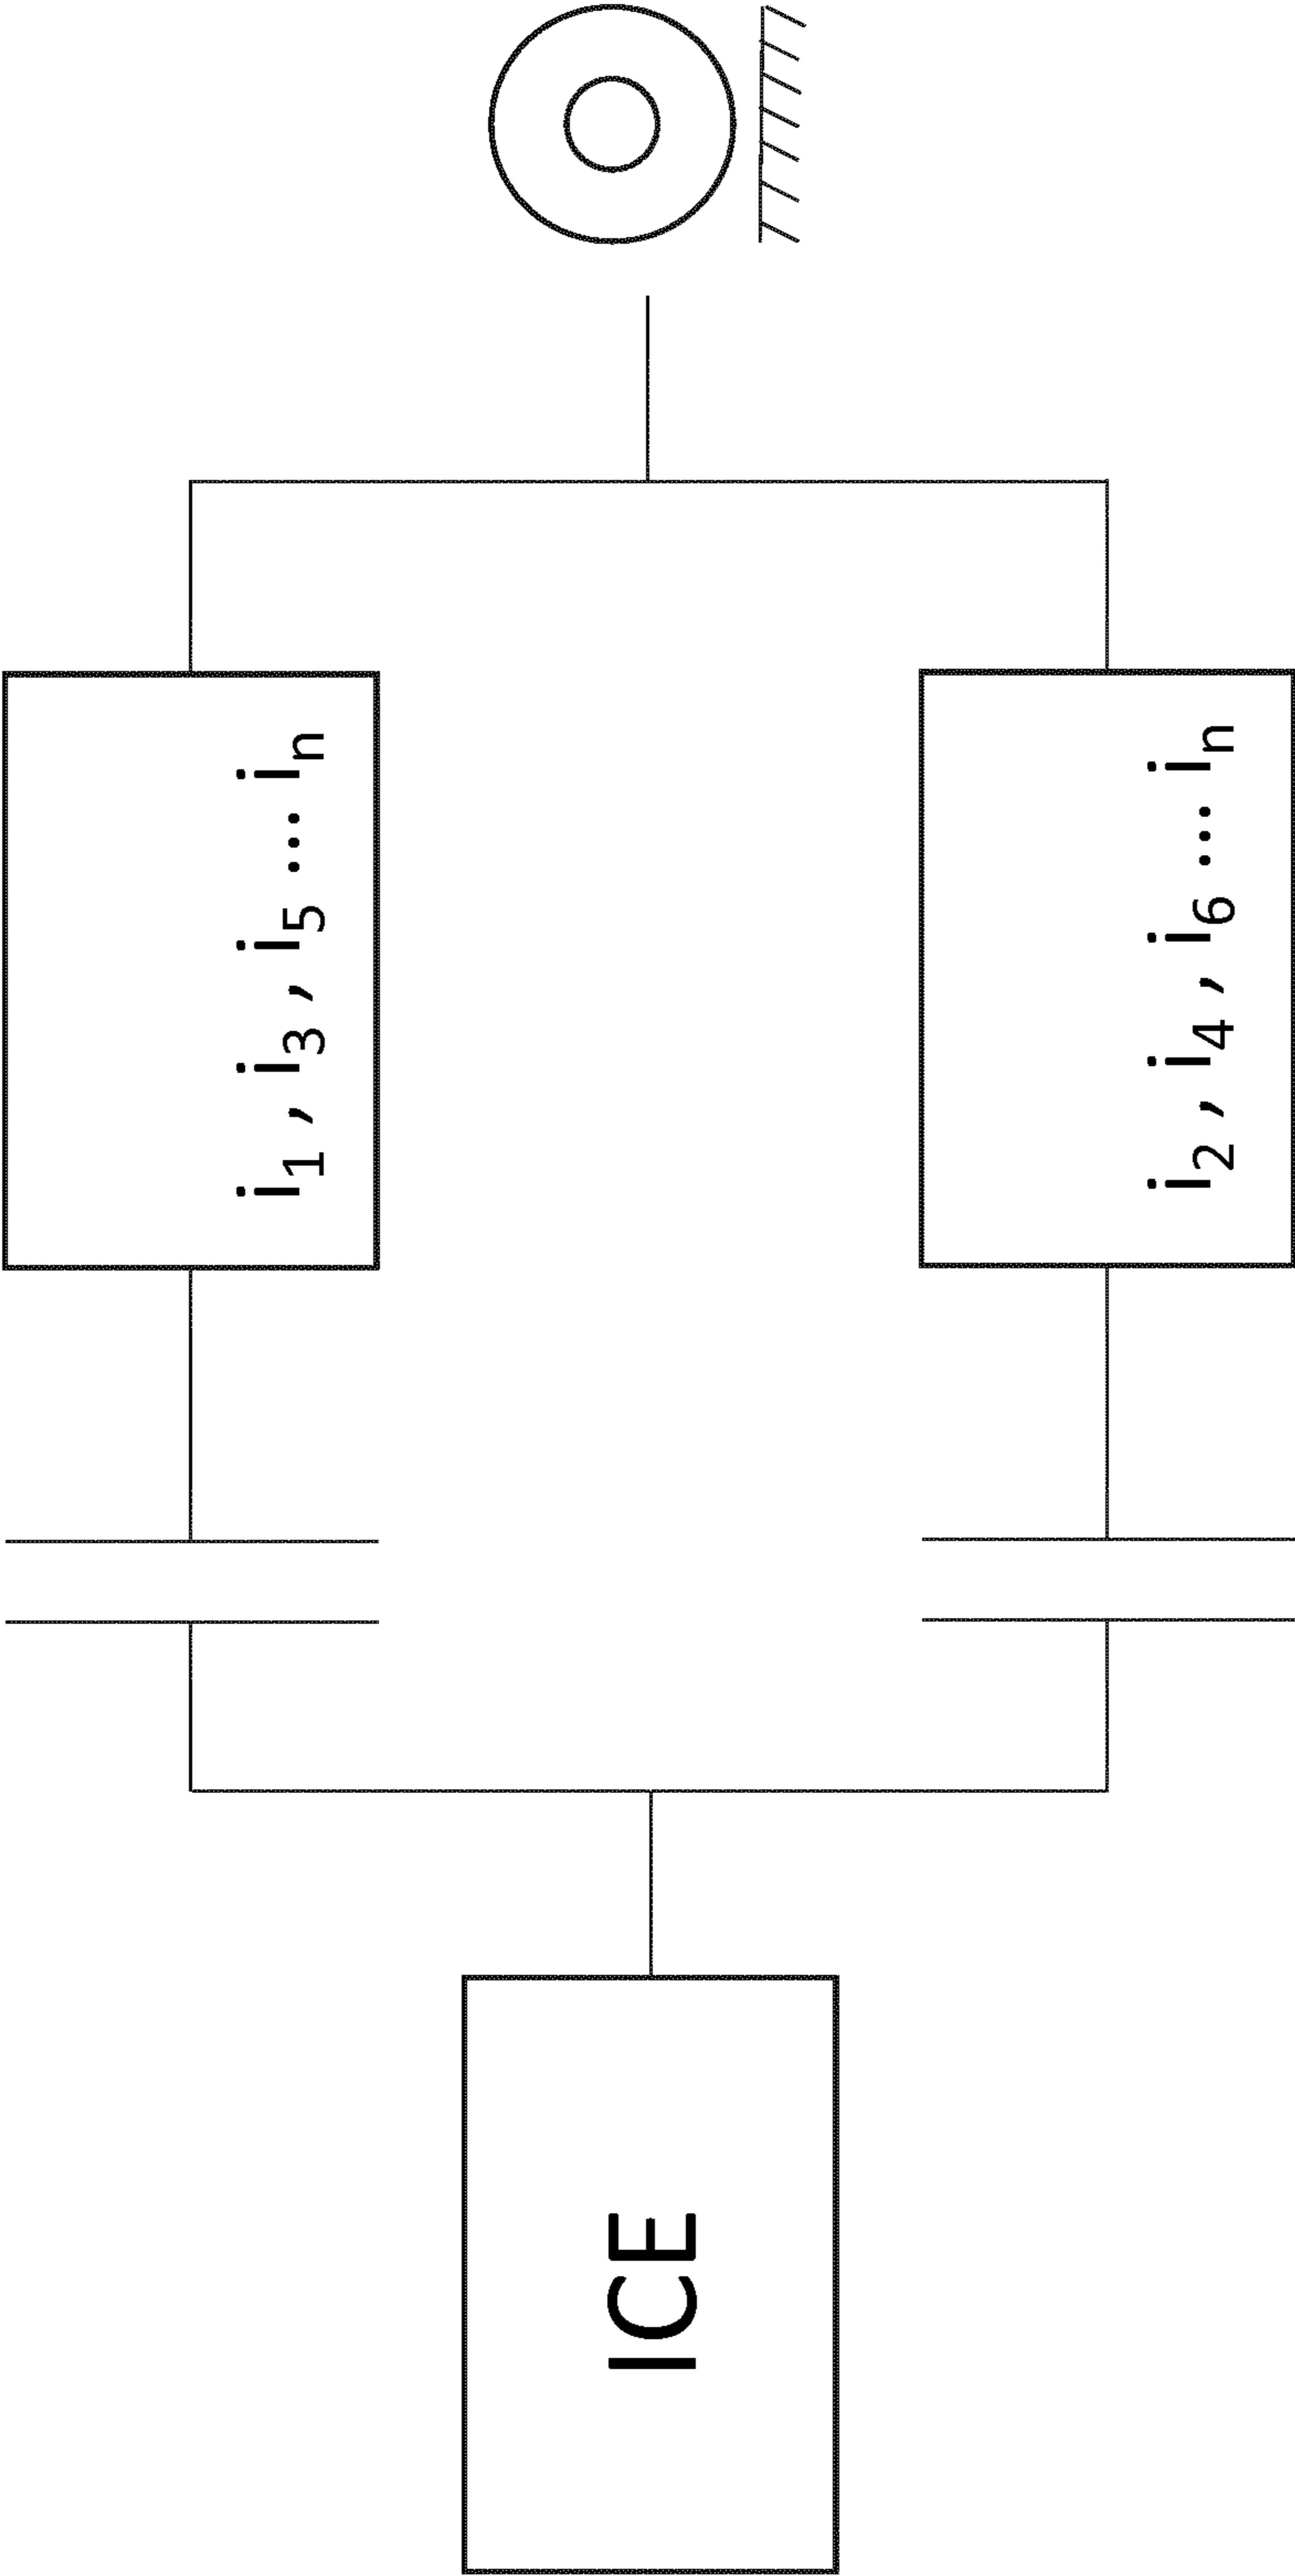 i₁ , i₃ , i₅ ... iₙ
i₂ , i₄ , i₆ ... iₙ
ICE